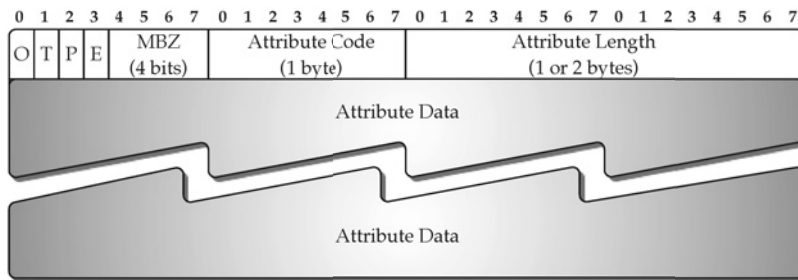 0 1 2 3 4 5 6 7 0 1 2 3 4 5 6 7 0 1 2 3 4 5 6 7 0 1 2 3 4 5 6 7
O T P E MBZ Attribute Code Attribute Length
(4 bits) (1 byte) (1 or 2 bytes)
Attribute Data
Attribute Data